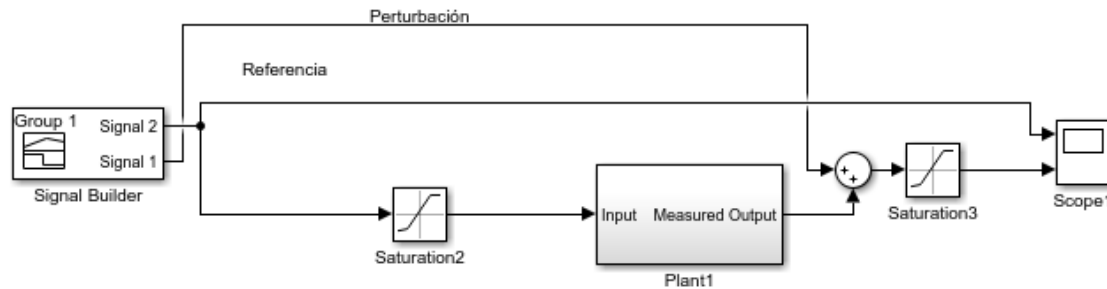 Perturbación
Referencia
Group 1
Signal 2
Signal 1
Signal Builder
Saturation2
Input
Measured Output
Plant1
Saturation3
Scope1